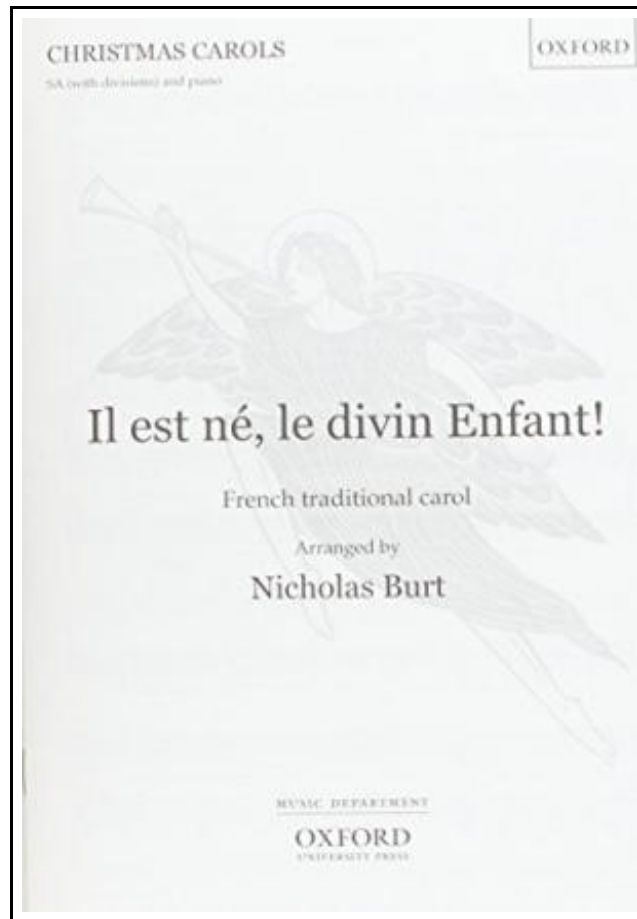 CHRISTMAS CAROLS
OXFORD
SA (with divisions) and piano
Il est né, le divin Enfant!
French traditional carol
Arranged by
Nicholas Burt
MUSIC DEPARTMENT
OXFORD
UNIVERSITY PRESS